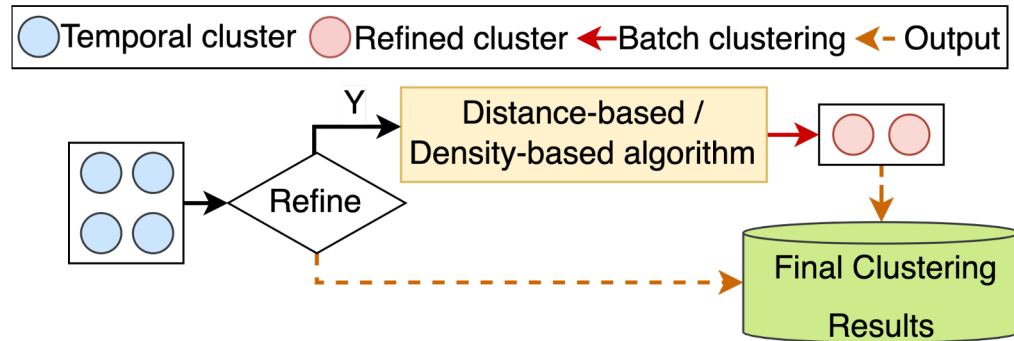 Temporal cluster Refined cluster Batch clustering Output
Y
Distance-based /
Density-based algorithm
Refine
Final Clustering
Results